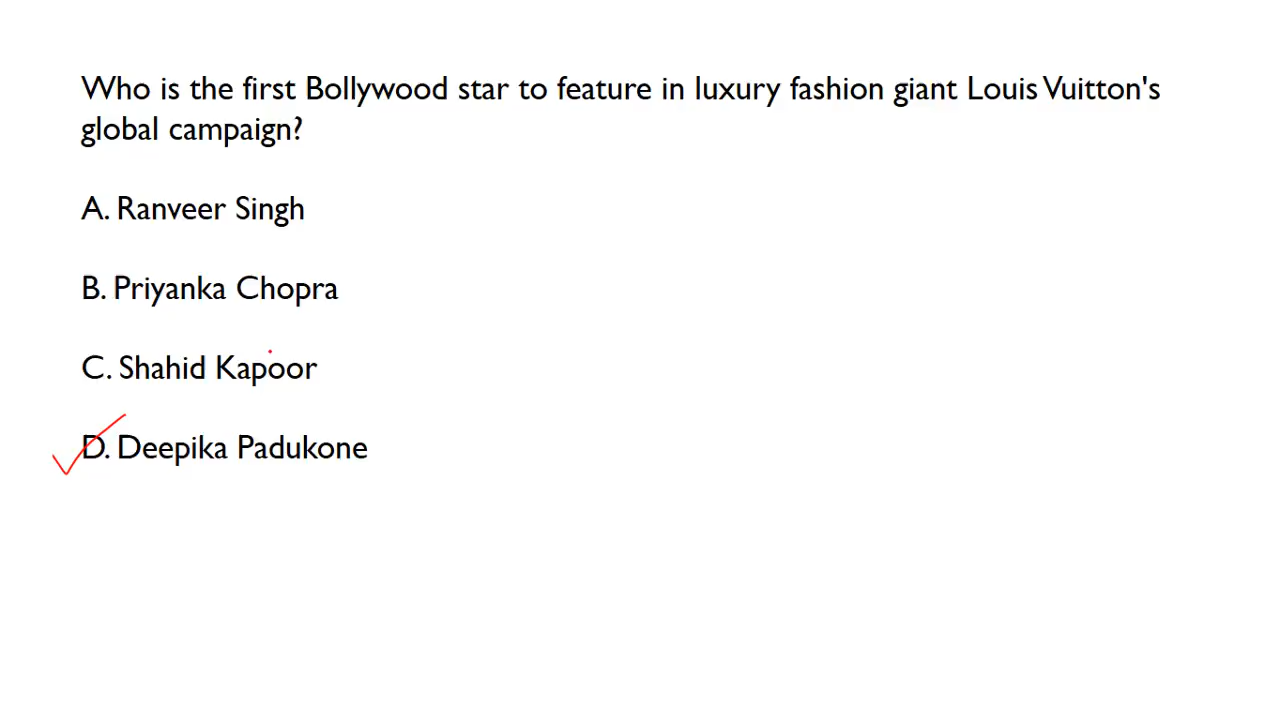 Who is the first Bollywood star to feature in luxury fashion giant Louis Vuitton's
global campaign?
A. Ranveer Singh
B. Priyanka Chopra
C. Shahid Kapoor
D. Deepika Padukone